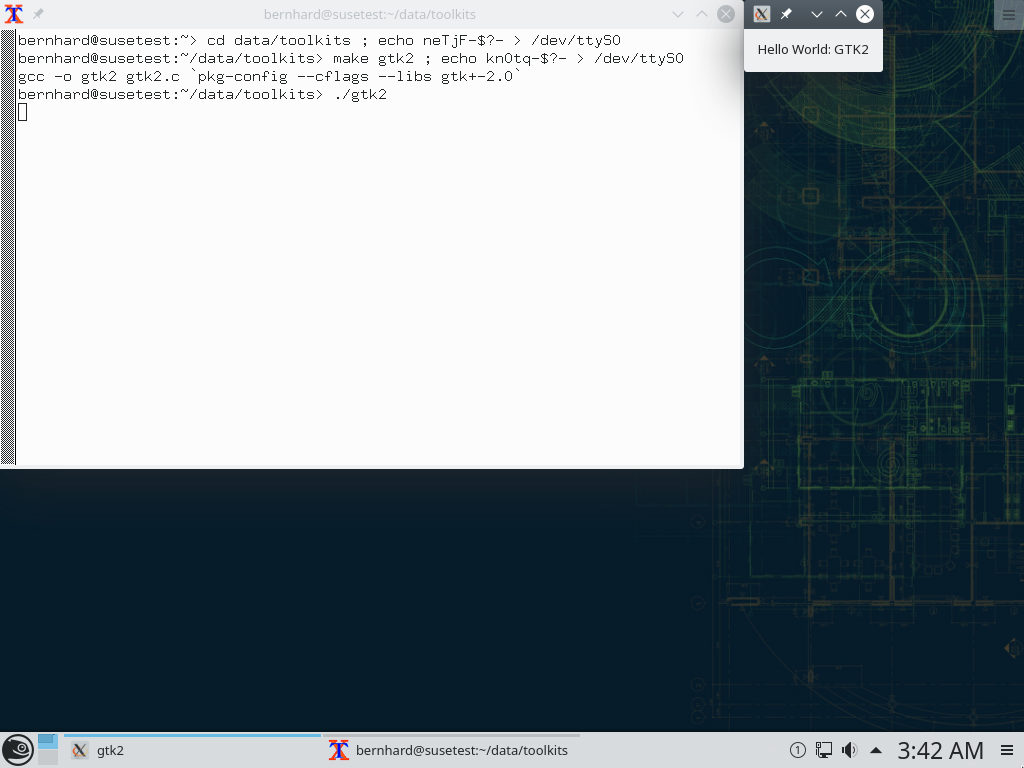 bernhard@susetest:~/data/toolkits
bernhard@susetest:~> cd data/toolkits ; echo neTjF-$?- > /dev/ttyS0
bernhard@susetest:~/data/toolkits> make gtk2 ; echo kn0tq-$?- > /dev/ttyS0
gcc -o gtk2 gtk2.c `pkg-config --cflags --libs gtk+-2.0`
bernhard@susetest:~/data/toolkits> ./gtk2
Hello World: GTK2
gtk2
bernhard@susetest:~/data/toolkits
1
3:42 AM